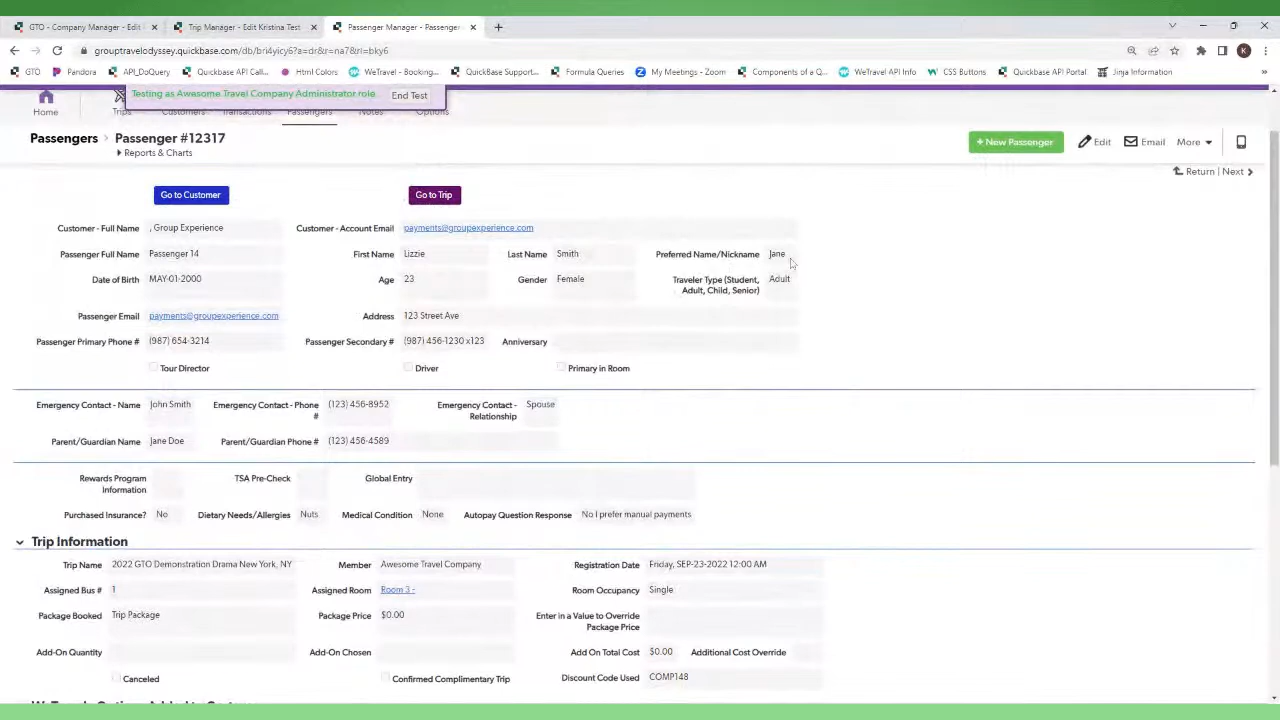 GTO - Company Manager - Edit
Trip Manager - Edit Kristina Test
Passenger Manager - Passenger
grouptravelodyssey.quickbase.com/db/bri4yicy6?a=dr&r=na7&rl=bky6
GTO
Pandora
API_DoQuery
Quickbase API Call...
Html Colors
WeTravel - Booking...
QuickBase Support...
Formula Queries
My Meetings - Zoom
Components of a Q...
WeTravel API Info
CSS Buttons
Quickbase API Portal
Jinja Information
Testing as Awesome Travel Company Administrator role. End Test
Home Trips Customers Transactions Passengers Notes Options
Passengers > Passenger #12317
Reports & Charts
+ New Passenger Edit Email More
Return | Next
Go to Customer Go to Trip
Customer - Full Name , Group Experience Customer - Account Email payments@groupexperience.com
Passenger Full Name Passenger 14 First Name Lizzie Last Name Smith Preferred Name/Nickname Jane
Date of Birth MAY-01-2000 Age 23 Gender Female Traveler Type (Student, Adult, Child, Senior) Adult
Passenger Email payments@groupexperience.com Address 123 Street Ave
Passenger Primary Phone # (987) 654-3214 Passenger Secondary # (987) 456-1230 x123 Anniversary
Tour Director Driver Primary in Room
Emergency Contact - Name John Smith Emergency Contact - Phone # (123) 456-8952 Emergency Contact - Relationship Spouse
Parent/Guardian Name Jane Doe Parent/Guardian Phone # (123) 456-4589
Rewards Program Information TSA Pre-Check Global Entry
Purchased Insurance? No Dietary Needs/Allergies Nuts Medical Condition None Autopay Question Response No I prefer manual payments
Trip Information
Trip Name 2022 GTO Demonstration Drama New York, NY Member Awesome Travel Company Registration Date Friday, SEP-23-2022 12:00 AM
Assigned Bus # 1 Assigned Room Room 3 - Room Occupancy Single
Package Booked Trip Package Package Price $0.00 Enter in a Value to Override Package Price
Add-On Quantity Add-On Chosen Add On Total Cost $0.00 Additional Cost Override
Canceled Confirmed Complimentary Trip Discount Code Used COMP148